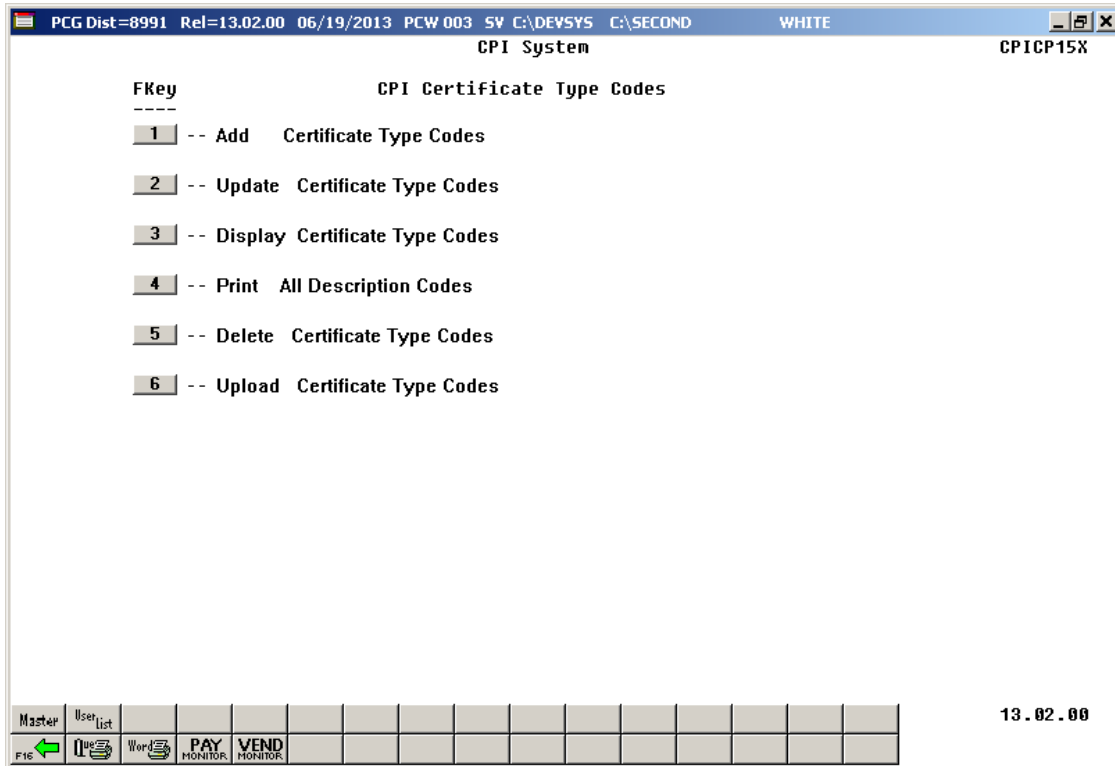 PCG Dist=8991 Rel=13.02.00 06/19/2013 PCW 003 SV C:\DEVSYS C:\SECOND WHITE
CPI System CPICP15X
FKey CPI Certificate Type Codes
----
1 -- Add Certificate Type Codes
2 -- Update Certificate Type Codes
3 -- Display Certificate Type Codes
4 -- Print All Description Codes
5 -- Delete Certificate Type Codes
6 -- Upload Certificate Type Codes
Master User List 13.02.00
F16 Que Word PAY MONITOR VEND MONITOR